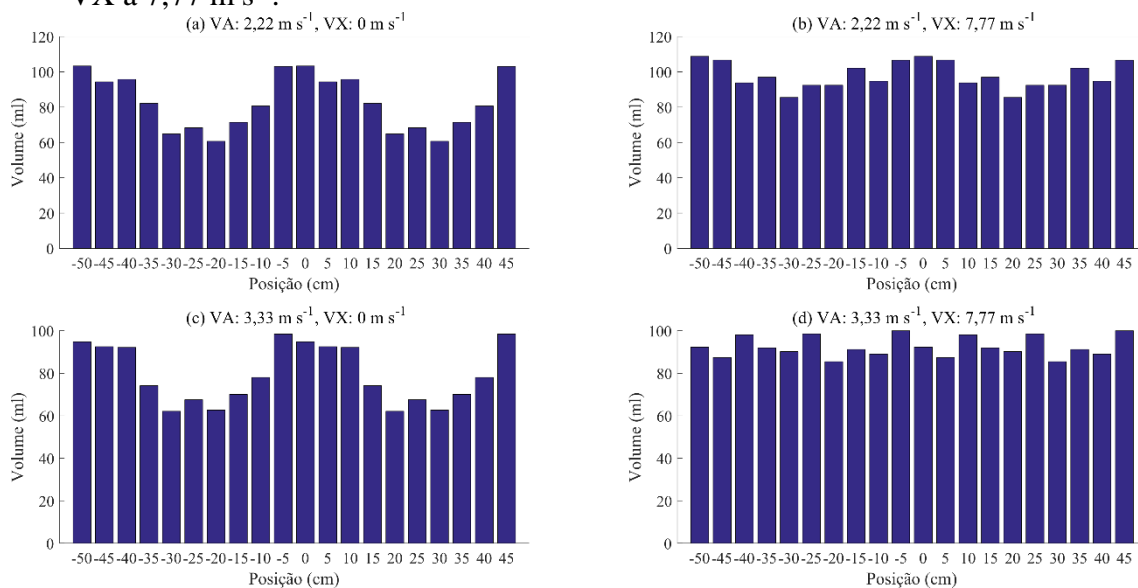 VX a 7,77 m s⁻¹.
(a) VA: 2,22 m s⁻¹, VX: 0 m s⁻¹
120
100
80
60
40
20
0
Volume (ml)
-50 -45 -40 -35 -30 -25 -20 -15 -10 -5 0 5 10 15 20 25 30 35 40 45
Posição (cm)
(b) VA: 2,22 m s⁻¹, VX: 7,77 m s⁻¹
120
100
80
60
40
20
0
Volume (ml)
-50 -45 -40 -35 -30 -25 -20 -15 -10 -5 0 5 10 15 20 25 30 35 40 45
Posição (cm)
(c) VA: 3,33 m s⁻¹, VX: 0 m s⁻¹
100
80
60
40
20
0
Volume (ml)
-50 -45 -40 -35 -30 -25 -20 -15 -10 -5 0 5 10 15 20 25 30 35 40 45
Posição (cm)
(d) VA: 3,33 m s⁻¹, VX: 7,77 m s⁻¹
100
80
60
40
20
0
Volume (ml)
-50 -45 -40 -35 -30 -25 -20 -15 -10 -5 0 5 10 15 20 25 30 35 40 45
Posição (cm)